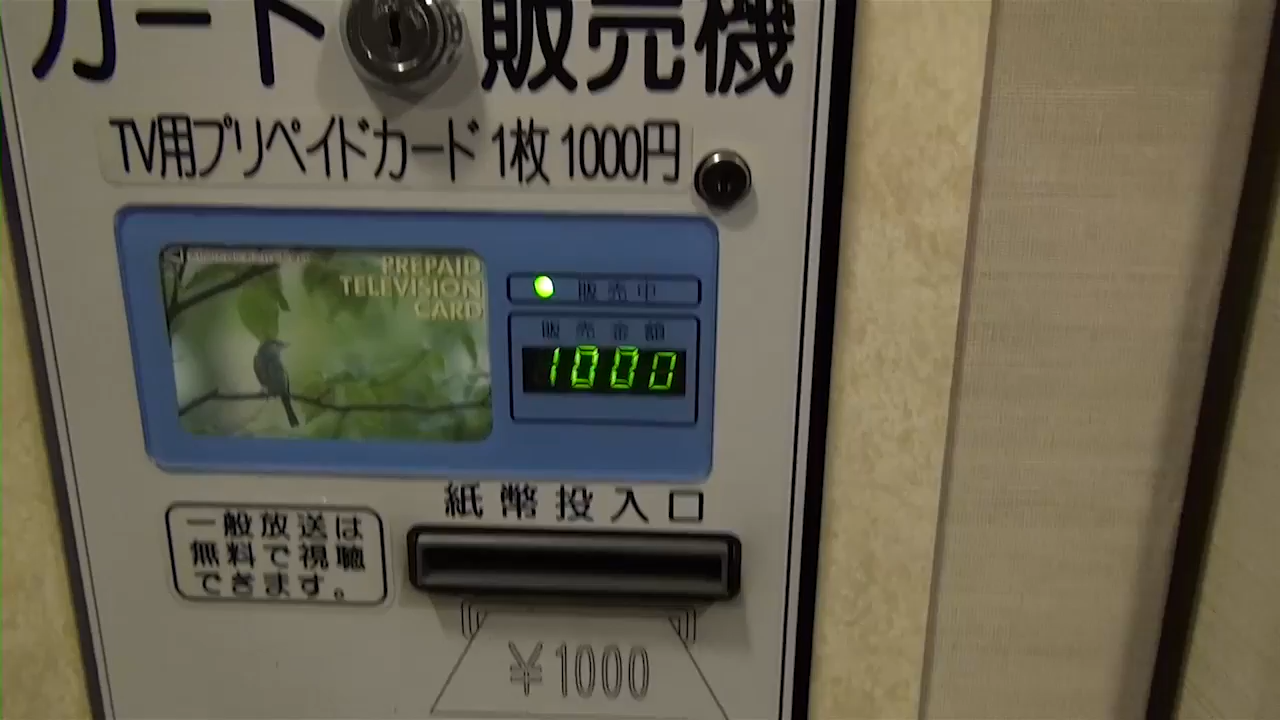 カード販売機
TV用プリペイドカード 1枚 1000円
PREPAID
TELEVISION
CARD
販売中
販売金額
1000
紙幣投入口
一般放送は
無料で視聴
できます。
¥1000